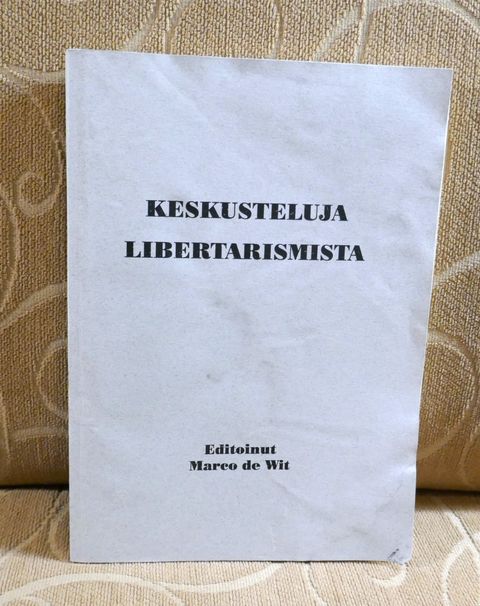 KESKUSTELUJA
LIBERTARISMISTA
Editoinut
Marco de Wit